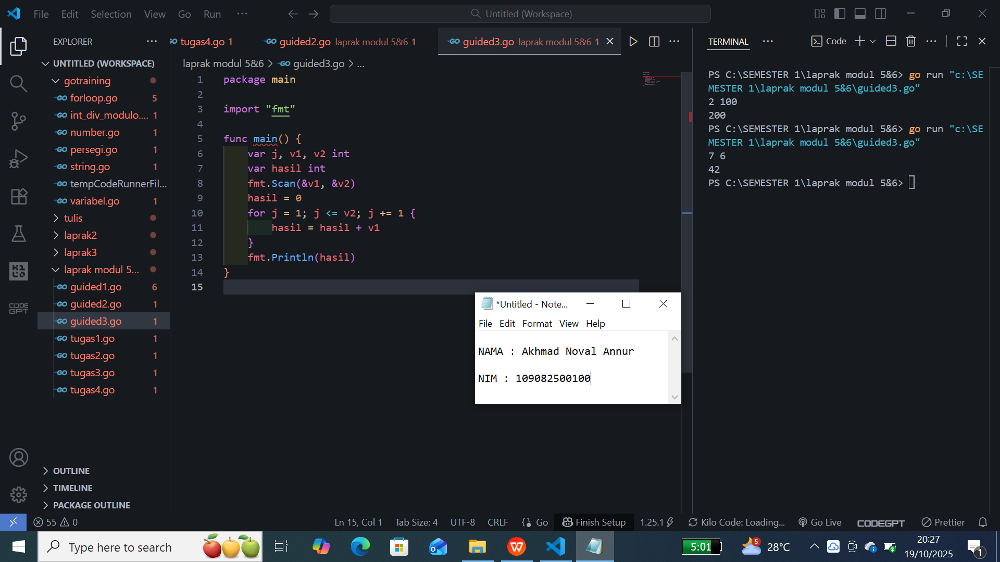 File Edit Selection View Go Run ... Untitled (Workspace)
EXPLORER ...
UNTITLED (WORKSPACE)
gotraining
forloop.go 5
int_div_modulo.... 1
number.go 1
persegi.go 1
string.go 1
tempCodeRunnerFil...
variabel.go 1
tulis
laprak2
laprak3
laprak modul 5...
guided1.go 6
guided2.go 1
guided3.go 1
tugas1.go 1
tugas2.go 1
tugas3.go 1
tugas4.go 1
OUTLINE
TIMELINE
PACKAGE OUTLINE
CODE GPT
tugas4.go 1 guided2.go laprak modul 5&6 1 guided3.go laprak modul 5&6 1
laprak modul 5&6 > guided3.go > ...
1 package main
2
3 import "fmt"
4
5 func main() {
6 var j, v1, v2 int
7 var hasil int
8 fmt.Scan(&v1, &v2)
9 hasil = 0
10 for j = 1; j <= v2; j += 1 {
11 hasil = hasil + v1
12 }
13 fmt.Println(hasil)
14 }
15
TERMINAL ... Code
PS C:\SEMESTER 1\laprak modul 5&6> go run "c:\SE
MESTER 1\laprak modul 5&6\guided3.go"
2 100
200
PS C:\SEMESTER 1\laprak modul 5&6> go run "c:\SE
MESTER 1\laprak modul 5&6\guided3.go"
7 6
42
PS C:\SEMESTER 1\laprak modul 5&6>
*Untitled - Note...
File Edit Format View Help
NAMA : Akhmad Noval Annur
NIM : 109082500100
55 0 Ln 15, Col 1 Tab Size: 4 UTF-8 CRLF {} Go Finish Setup 1.25.1 Kilo Code: Loading... Go Live CODEGPT Prettier
Type here to search 5:01 5 28°C 20:27
19/10/2025 1